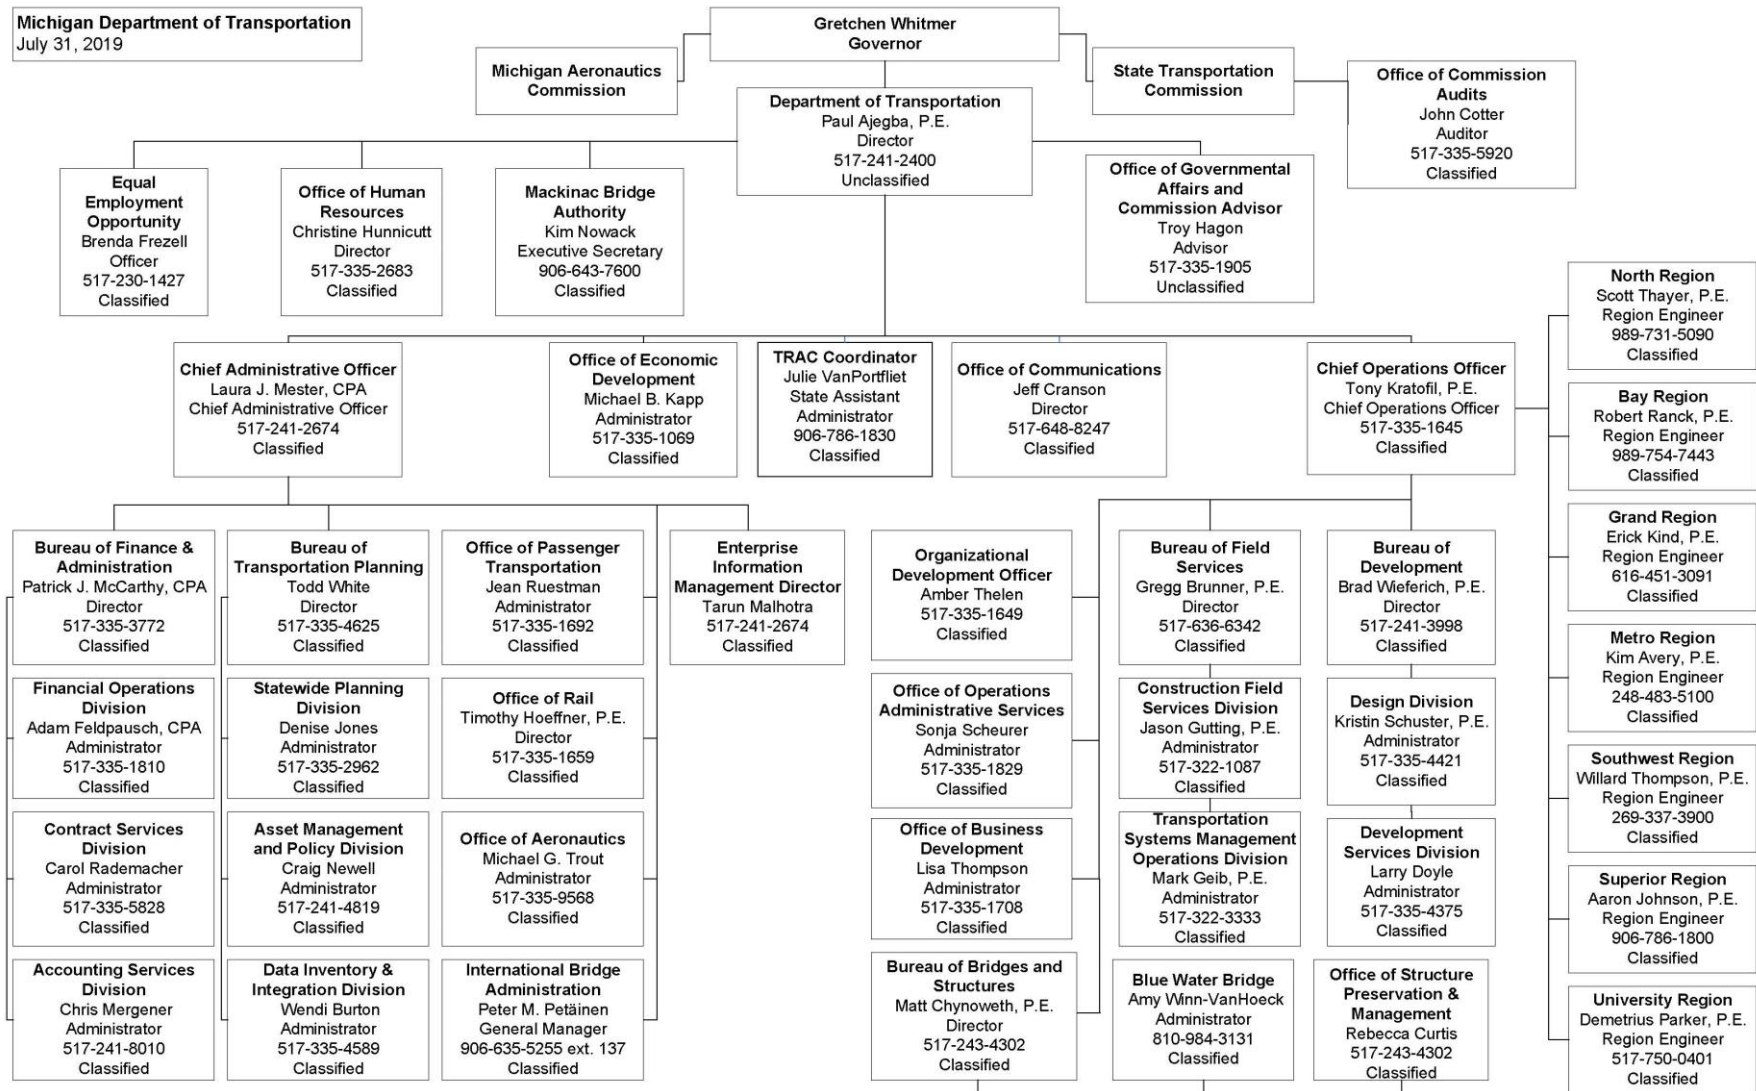 Michigan Department of Transportation
July 31, 2019
Gretchen Whitmer
Governor
Michigan Aeronautics
Commission
State Transportation
Commission
Office of Commission
Audits
John Cotter
Auditor
517-335-5920
Classified
Department of Transportation
Paul Ajegba, P.E.
Director
517-241-2400
Unclassified
Equal
Employment
Opportunity
Brenda Frezell
Officer
517-230-1427
Classified
Office of Human
Resources
Christine Hunnicutt
Director
517-335-2683
Classified
Mackinac Bridge
Authority
Kim Nowack
Executive Secretary
906-643-7600
Classified
Office of Governmental
Affairs and
Commission Advisor
Troy Hagon
Advisor
517-335-1905
Unclassified
Chief Administrative Officer
Laura J. Mester, CPA
Chief Administrative Officer
517-241-2674
Classified
Office of Economic
Development
Michael B. Kapp
Administrator
517-335-1069
Classified
TRAC Coordinator
Julie VanPortfliet
State Assistant
Administrator
906-786-1830
Classified
Office of Communications
Jeff Cranson
Director
517-648-8247
Classified
Chief Operations Officer
Tony Kratofil, P.E.
Chief Operations Officer
517-335-1645
Classified
North Region
Scott Thayer, P.E.
Region Engineer
989-731-5090
Classified
Bay Region
Robert Ranck, P.E.
Region Engineer
989-754-7443
Classified
Grand Region
Erick Kind, P.E.
Region Engineer
616-451-3091
Classified
Metro Region
Kim Avery, P.E.
Region Engineer
248-483-5100
Classified
Southwest Region
Willard Thompson, P.E.
Region Engineer
269-337-3900
Classified
Superior Region
Aaron Johnson, P.E.
Region Engineer
906-786-1800
Classified
University Region
Demetrius Parker, P.E.
Region Engineer
517-750-0401
Classified
Bureau of Finance &
Administration
Patrick J. McCarthy, CPA
Director
517-335-3772
Classified
Financial Operations
Division
Adam Feldpausch, CPA
Administrator
517-335-1810
Classified
Contract Services
Division
Carol Rademacher
Administrator
517-335-5828
Classified
Accounting Services
Division
Chris Mergener
Administrator
517-241-8010
Classified
Bureau of
Transportation Planning
Todd White
Director
517-335-4625
Classified
Statewide Planning
Division
Denise Jones
Administrator
517-335-2962
Classified
Asset Management
and Policy Division
Craig Newell
Administrator
517-241-4819
Classified
Data Inventory &
Integration Division
Wendi Burton
Administrator
517-335-4589
Classified
Office of Passenger
Transportation
Jean Ruestman
Administrator
517-335-1692
Classified
Office of Rail
Timothy Hoeffner, P.E.
Director
517-335-1659
Classified
Office of Aeronautics
Michael G. Trout
Administrator
517-335-9568
Classified
International Bridge
Administration
Peter M. Petäinen
General Manager
906-635-5255 ext. 137
Classified
Enterprise
Information
Management Director
Tarun Malhotra
517-241-2674
Classified
Organizational
Development Officer
Amber Thelen
517-335-1649
Classified
Office of Operations
Administrative Services
Sonja Scheurer
Administrator
517-335-1829
Classified
Office of Business
Development
Lisa Thompson
Administrator
517-335-1708
Classified
Bureau of Bridges and
Structures
Matt Chynoweth, P.E.
Director
517-243-4302
Classified
Bureau of Field
Services
Gregg Brunner, P.E.
Director
517-636-6342
Classified
Construction Field
Services Division
Jason Gutting, P.E.
Administrator
517-322-1087
Classified
Transportation
Systems Management
Operations Division
Mark Geib, P.E.
Administrator
517-322-3333
Classified
Blue Water Bridge
Amy Winn-VanHoeck
Administrator
810-984-3131
Classified
Bureau of
Development
Brad Wieferich, P.E.
Director
517-241-3998
Classified
Design Division
Kristin Schuster, P.E.
Administrator
517-335-4421
Classified
Development
Services Division
Larry Doyle
Administrator
517-335-4375
Classified
Office of Structure
Preservation &
Management
Rebecca Curtis
517-243-4302
Classified